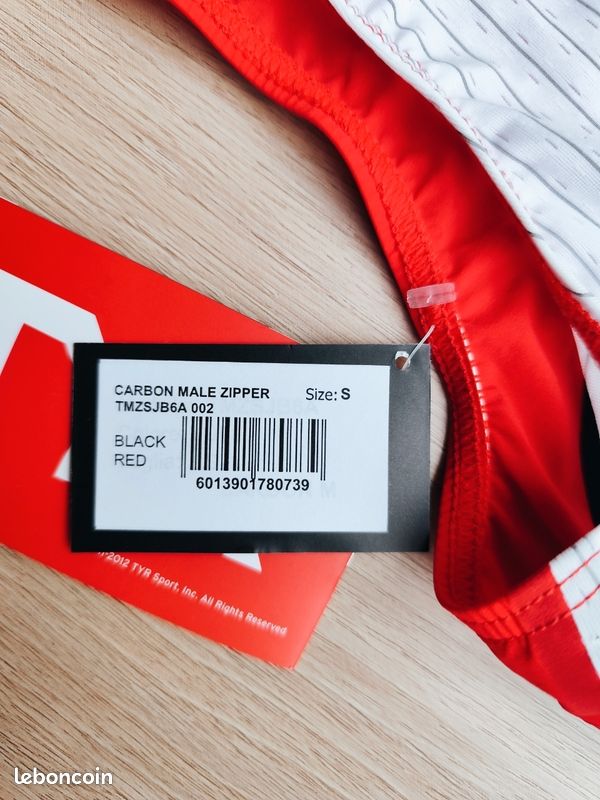 CARBON MALE ZIPPER Size: S
TMZSJB6A 002
BLACK
RED
6013901780739
-2012 TYR Sport, Inc. All Rights Reserved
leboncoin